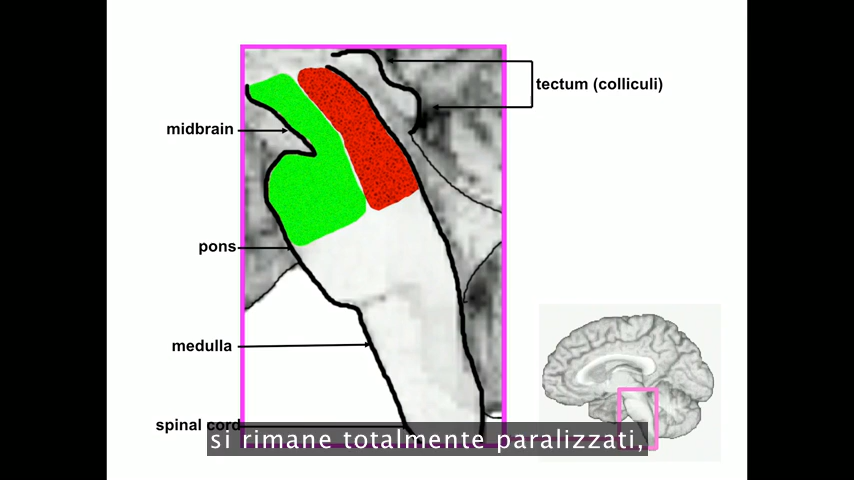 tectum (colliculi)
midbrain
pons
medulla
spinal cord
si rimane totalmente paralizzati,